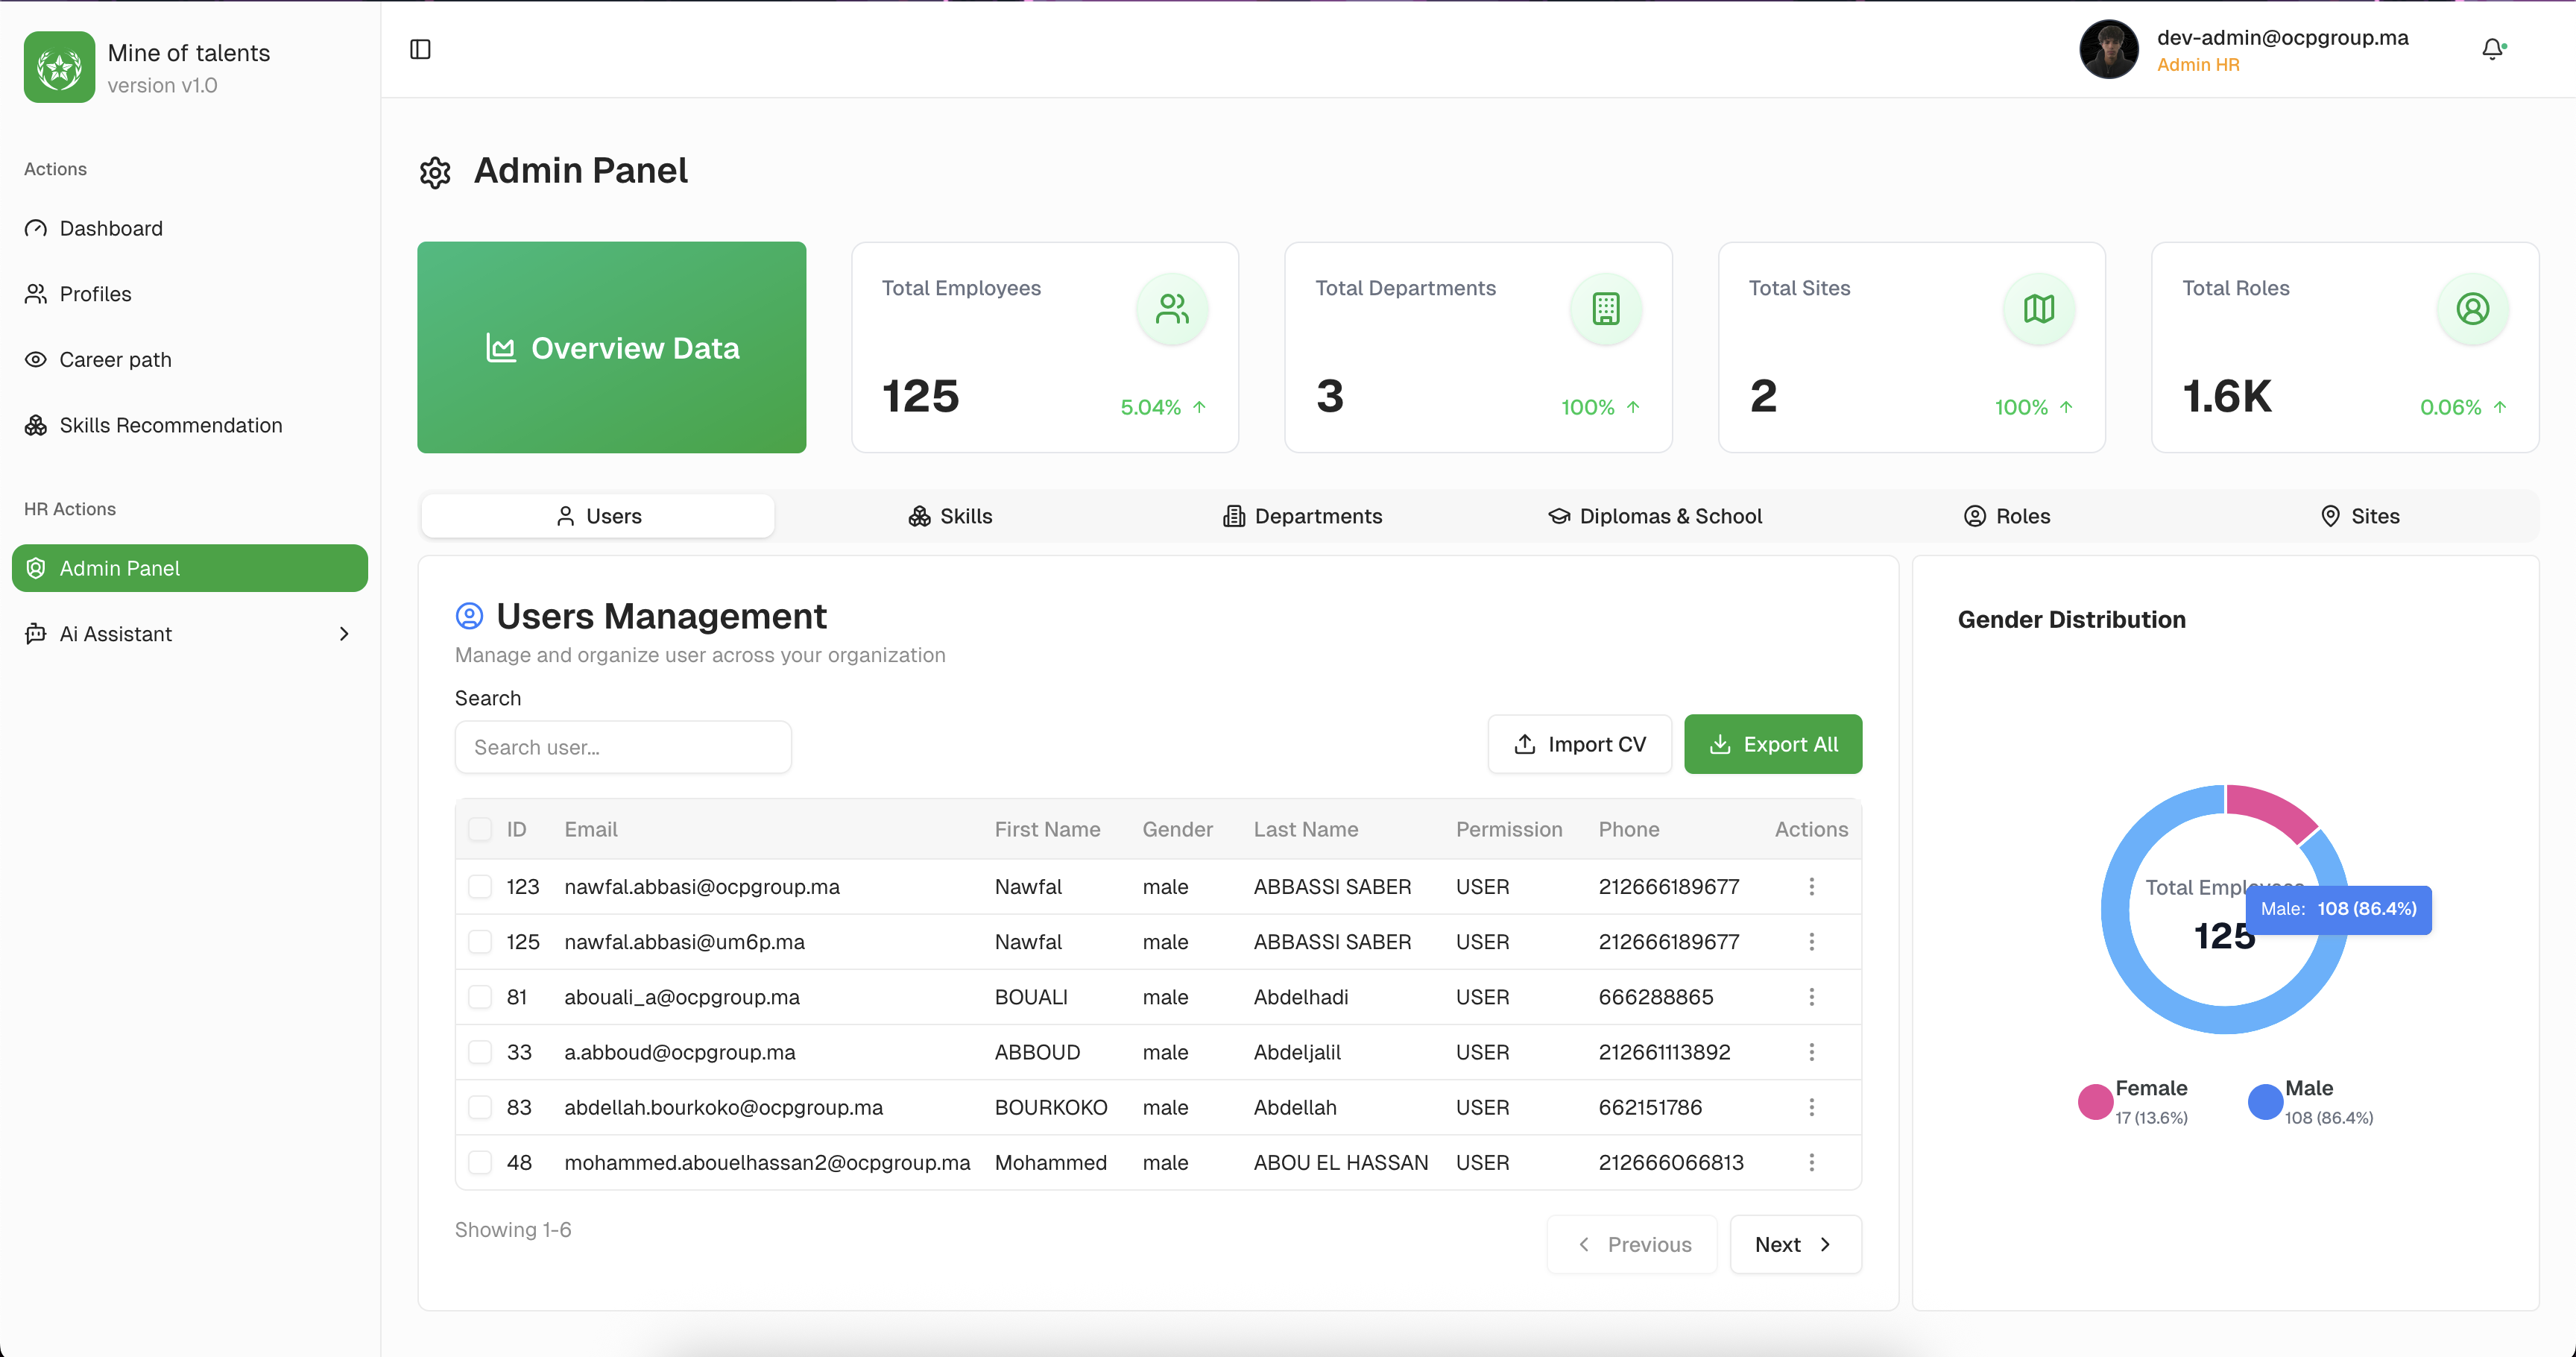 Mine of talents
version v1.0
Actions
Dashboard
Profiles
Career path
Skills Recommendation
HR Actions
Admin Panel
Ai Assistant
dev-admin@ocpgroup.ma
Admin HR
Admin Panel
Overview Data
Total Employees
125
5.04%
Total Departments
3
100%
Total Sites
2
100%
Total Roles
1.6K
0.06%
Users
Skills
Departments
Diplomas & School
Roles
Sites
Users Management
Manage and organize user across your organization
Search
Search user...
Import CV
Export All
ID Email First Name Gender Last Name Permission Phone Actions
123 nawfal.abbasi@ocpgroup.ma Nawfal male ABBASSI SABER USER 212666189677
125 nawfal.abbasi@um6p.ma Nawfal male ABBASSI SABER USER 212666189677
81 abouali_a@ocpgroup.ma BOUALI male Abdelhadi USER 666288865
33 a.abboud@ocpgroup.ma ABBOUD male Abdeljalil USER 212661113892
83 abdellah.bourkoko@ocpgroup.ma BOURKOKO male Abdellah USER 662151786
48 mohammed.abouelhassan2@ocpgroup.ma Mohammed male ABOU EL HASSAN USER 212666066813
Showing 1-6
Previous
Next
Gender Distribution
Total Employees
125
Male: 108 (86.4%)
Female
17 (13.6%)
Male
108 (86.4%)